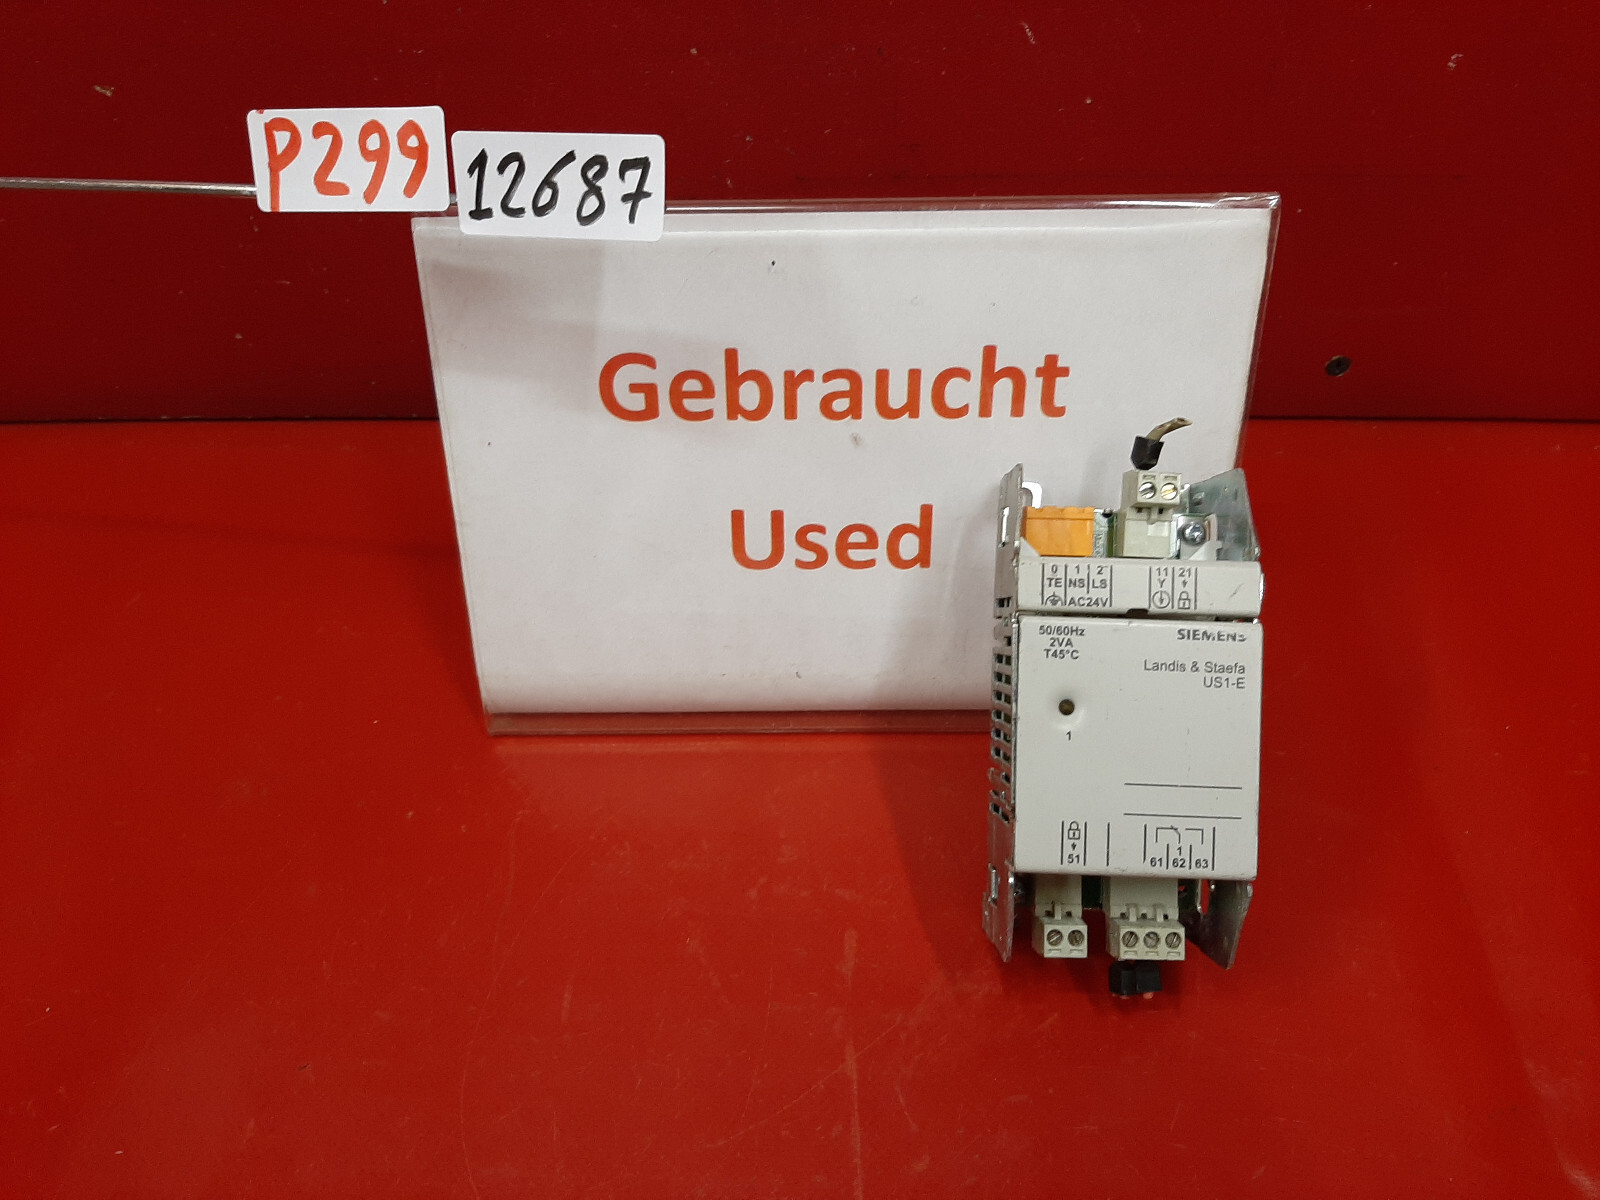 P299
12687
Gebraucht
Used
0 1 2 11 21
TE NS LS Y
AC24V
50/60Hz
2VA
T45°C
SIEMENS
Landis & Staefa
US1-E
1
51
1
61 62 63